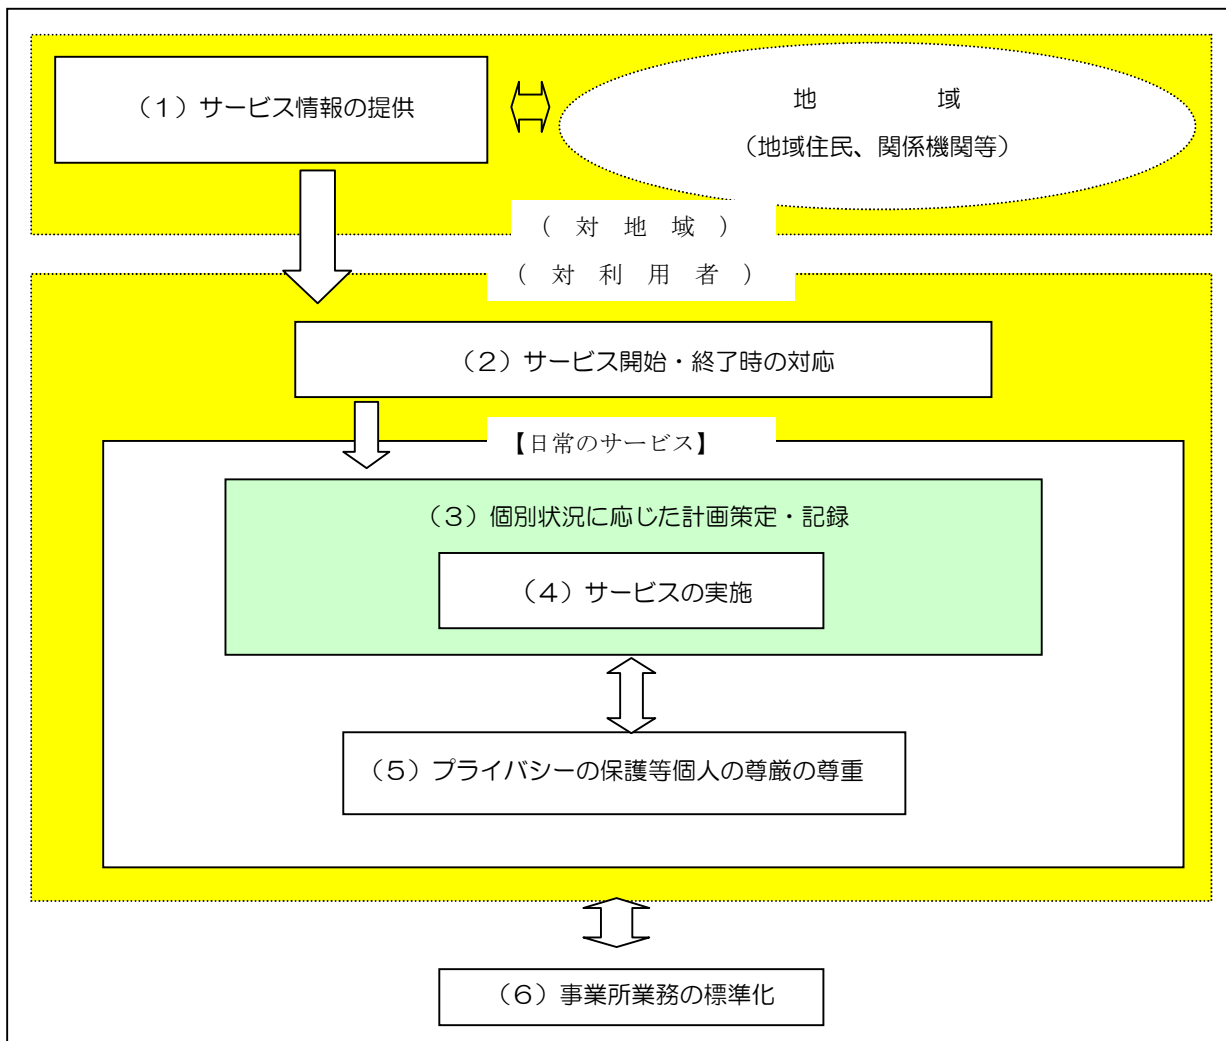 （１）サービス情報の提供
地　　　　域
（地域住民、関係機関等）
（　対　地　域　）
（　対　利　用　者　）
（２）サービス開始・終了時の対応
【日常のサービス】
（３）個別状況に応じた計画策定・記録
（４）サービスの実施
（５）プライバシーの保護等個人の尊厳の尊重
（６）事業所業務の標準化